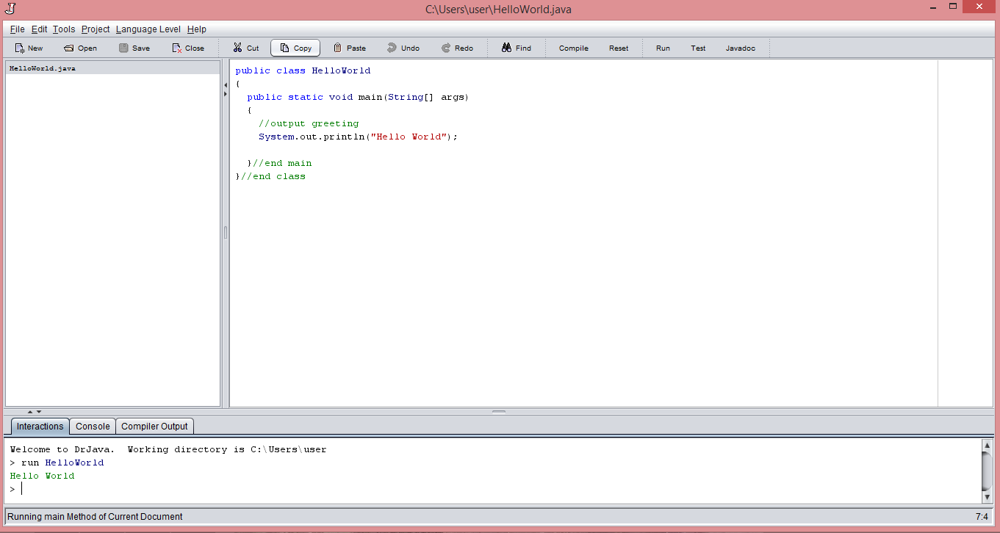 C:\Users\user\HelloWorld.java
File Edit Tools Project Language Level Help
New Open Save Close Cut Copy Paste Undo Redo Find Compile Reset Run Test Javadoc
HelloWorld.java
public class HelloWorld
{
public static void main(String[] args)
{
//output greeting
System.out.println("Hello World");
}//end main
}//end class
Interactions Console Compiler Output
Welcome to DrJava.  Working directory is C:\Users\user
> run HelloWorld
Hello World
>
Running main Method of Current Document 7:4